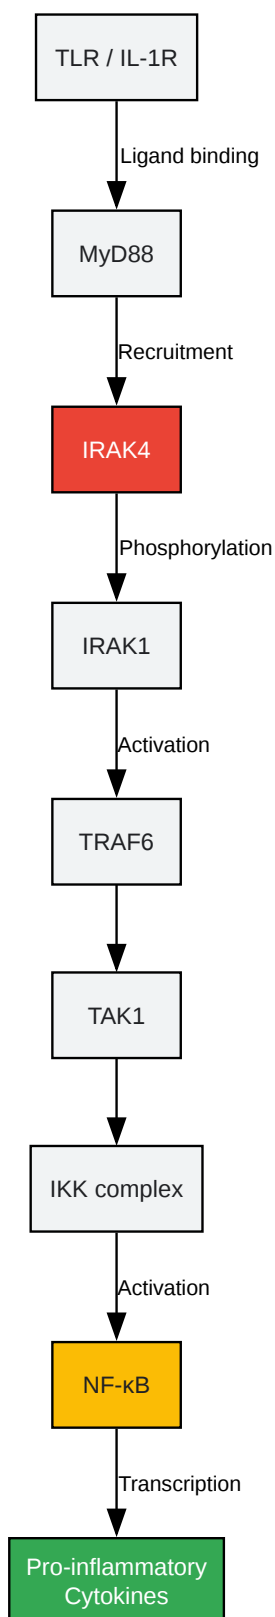 TLR / IL-1R
Ligand binding
MyD88
Recruitment
IRAK4
Phosphorylation
IRAK1
Activation
TRAF6
TAK1
IKK complex
Activation
NF-κB
Transcription
Pro-inflammatory
Cytokines